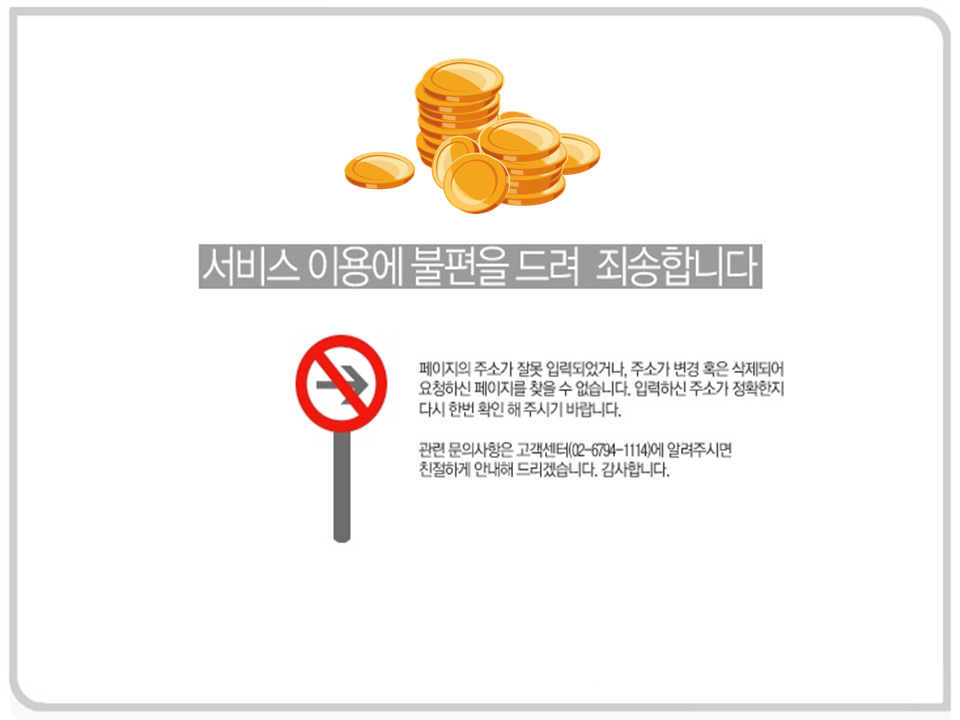 서비스 이용에 불편을 드려 죄송합니다
페이지의 주소가 잘못 입력되었거나, 주소가 변경 혹은 삭제되어
요청하신 페이지를 찾을 수 없습니다. 입력하신 주소가 정확한지
다시 한번 확인 해 주시기 바랍니다.
관련 문의사항은 고객센터(02-6794-1114)에 알려주시면
친절하게 안내해 드리겠습니다. 감사합니다.